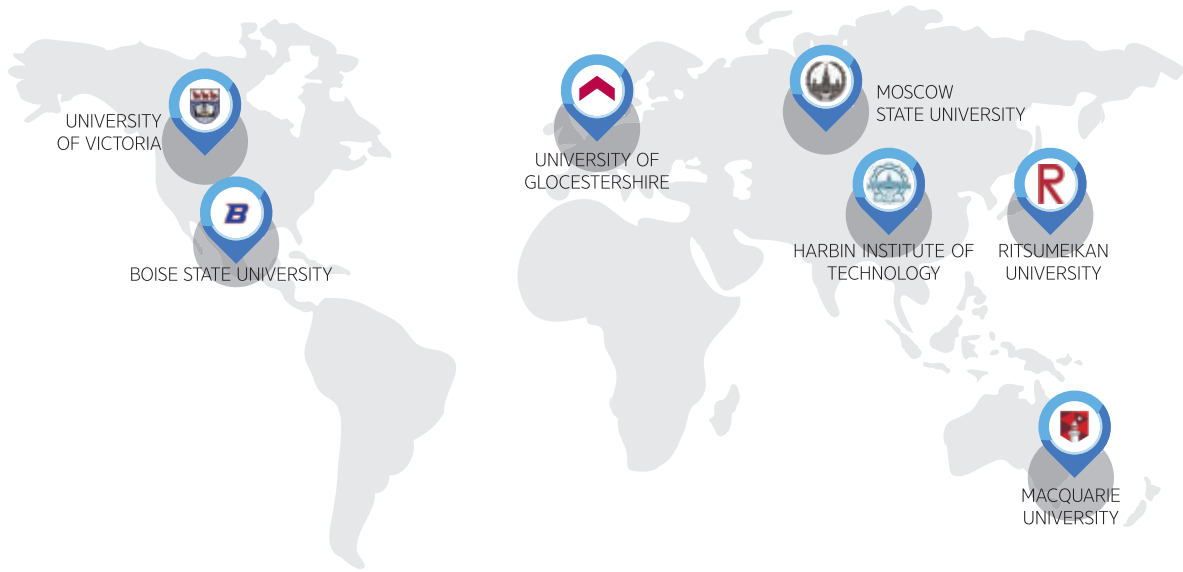 UNIVERSITY
OF VICTORIA
B
BOISE STATE UNIVERSITY
UNIVERSITY OF
GLOCESTERSHIRE
MOSCOW
STATE UNIVERSITY
HARBIN INSTITUTE OF
TECHNOLOGY
R
RITSUMEIKAN
UNIVERSITY
MACQUARIE
UNIVERSITY